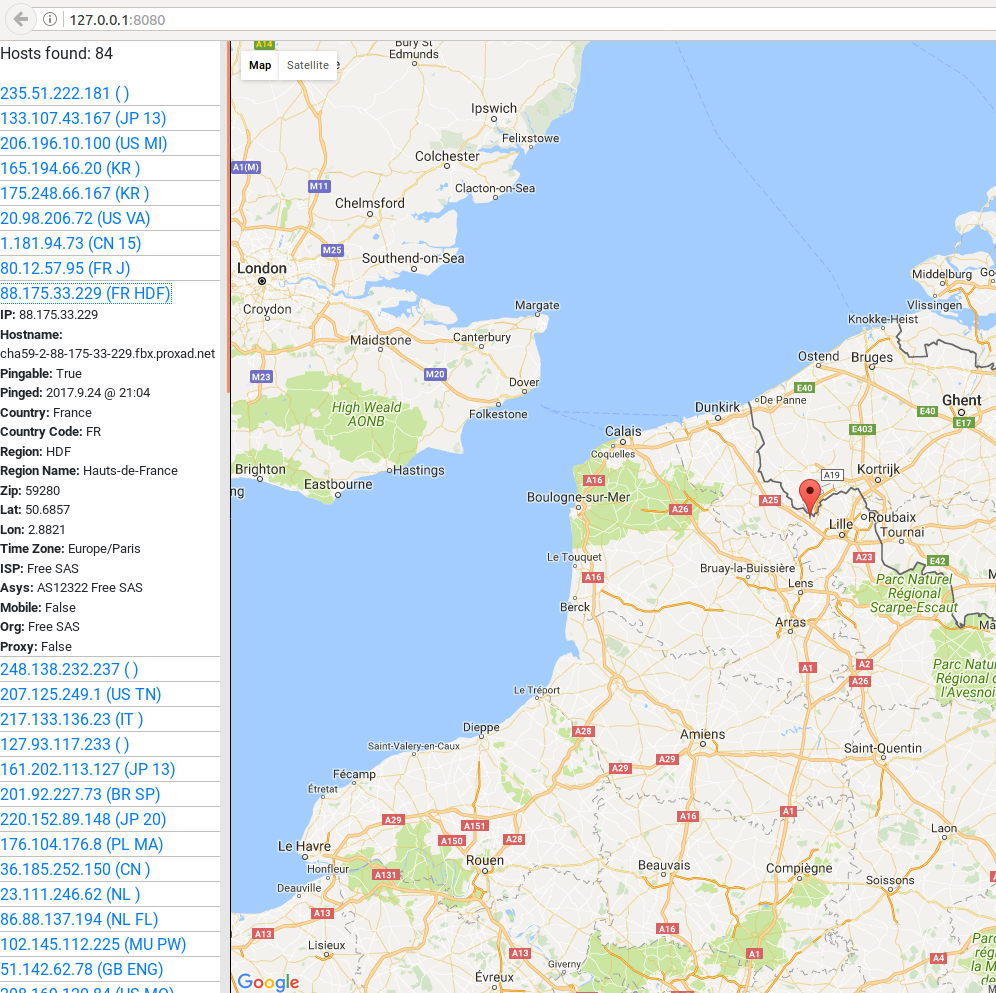 127.0.0.1:8080
Hosts found: 84
235.51.222.181 ( )
133.107.43.167 (JP 13)
206.196.10.100 (US MI)
165.194.66.20 (KR )
175.248.66.167 (KR )
20.98.206.72 (US VA)
1.181.94.73 (CN 15)
80.12.57.95 (FR J)
88.175.33.229 (FR HDF)
IP: 88.175.33.229
Hostname:
cha59-2-88-175-33-229.fbx.proxad.net
Pingable: True
Pinged: 2017.9.24 @ 21:04
Country: France
Country Code: FR
Region: HDF
Region Name: Hauts-de-France
Zip: 59280
Lat: 50.6857
Lon: 2.8821
Time Zone: Europe/Paris
ISP: Free SAS
Asys: AS12322 Free SAS
Mobile: False
Org: Free SAS
Proxy: False
248.138.232.237 ( )
207.125.249.1 (US TN)
217.133.136.23 (IT )
127.93.117.233 ( )
161.202.113.127 (JP 13)
201.92.227.73 (BR SP)
220.152.89.148 (JP 20)
176.104.176.8 (PL MA)
36.185.252.150 (CN )
23.111.246.62 (NL )
86.88.137.194 (NL FL)
102.145.112.225 (MU PW)
51.142.62.78 (GB ENG)
Map Satellite
A14
Bury St
Edmunds
Ipswich
Felixstowe
A1(M)
Colchester
M11
Clacton-on-Sea
Chelmsford
M25
Southend-on-Sea
London
Croydon
Margate
Maidstone
Canterbury
M23
M20
Dover
High Weald
AONB
Folkestone
Brighton
Hastings
Eastbourne
ng
Middelburg
Go
Vlissingen
Knokke-Heist
Ostend
Bruges
De Panne
E40
Ghent
E40
E17
Dunkirk
E403
Calais
Coquelles
A19
Kortrijk
A16
Boulogne-sur-Mer
A26
A25
Lille
Roubaix
Tournai
Le Touquet
A23
E42
A16
Bruay-la-Buissière
Lens
Parc Naturel
Régional
Scarpe-Escaut
Berck
Arras
Ma
A1
A2
A26
Parc Natu
Régional d
l'Avesnoi
Le Tréport
Dieppe
A28
Amiens
Saint-Valery-en-Caux
Saint-Quentin
A29
A29
Fécamp
Étretat
A29
A151
A16
A1
A150
A28
Laon
Le Havre
Honfleur
Rouen
A131
Beauvais
Compiègne
Soissons
Deauville
A13
A13
A16
Lisieux
A13
A1
A4
Giverny
Parc
Régio
la M
de
Évreux
Google